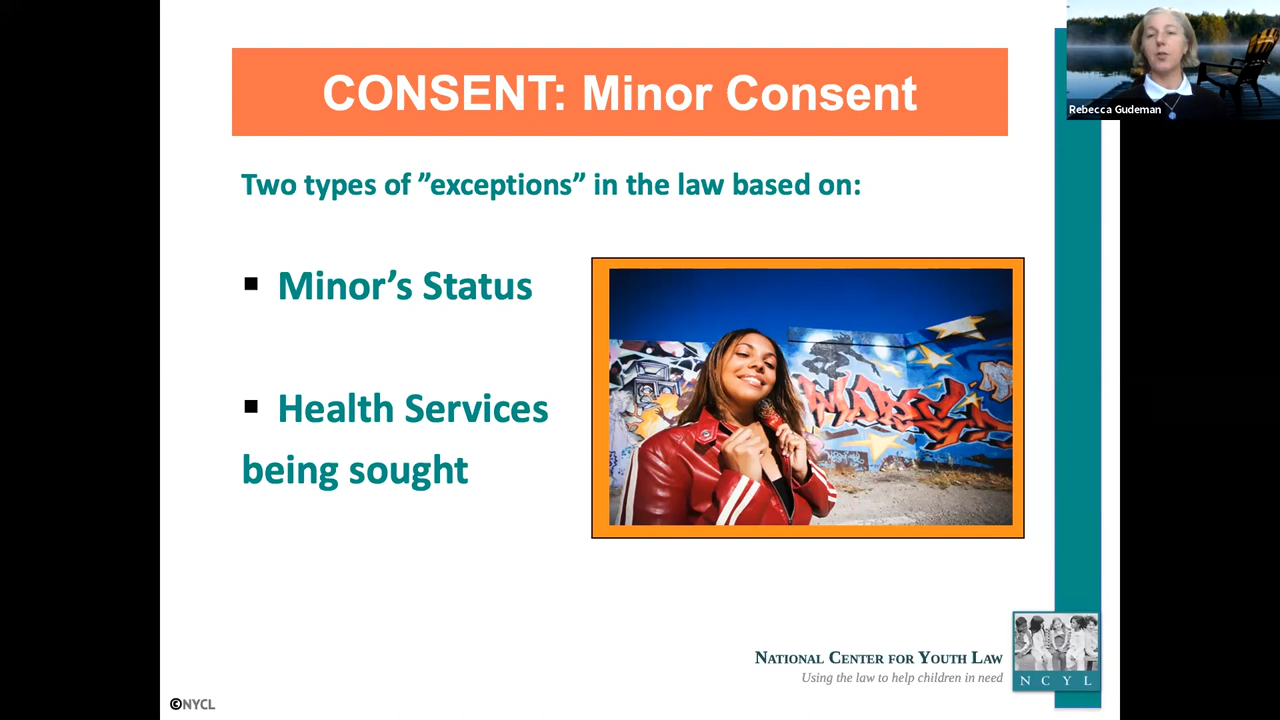 CONSENT: Minor Consent
Rebecca Gudeman
Two types of ”exceptions” in the law based on:
▪ Minor’s Status
▪ Health Services
being sought
NATIONAL CENTER FOR YOUTH LAW
Using the law to help children in need
N C Y L
©NYCL